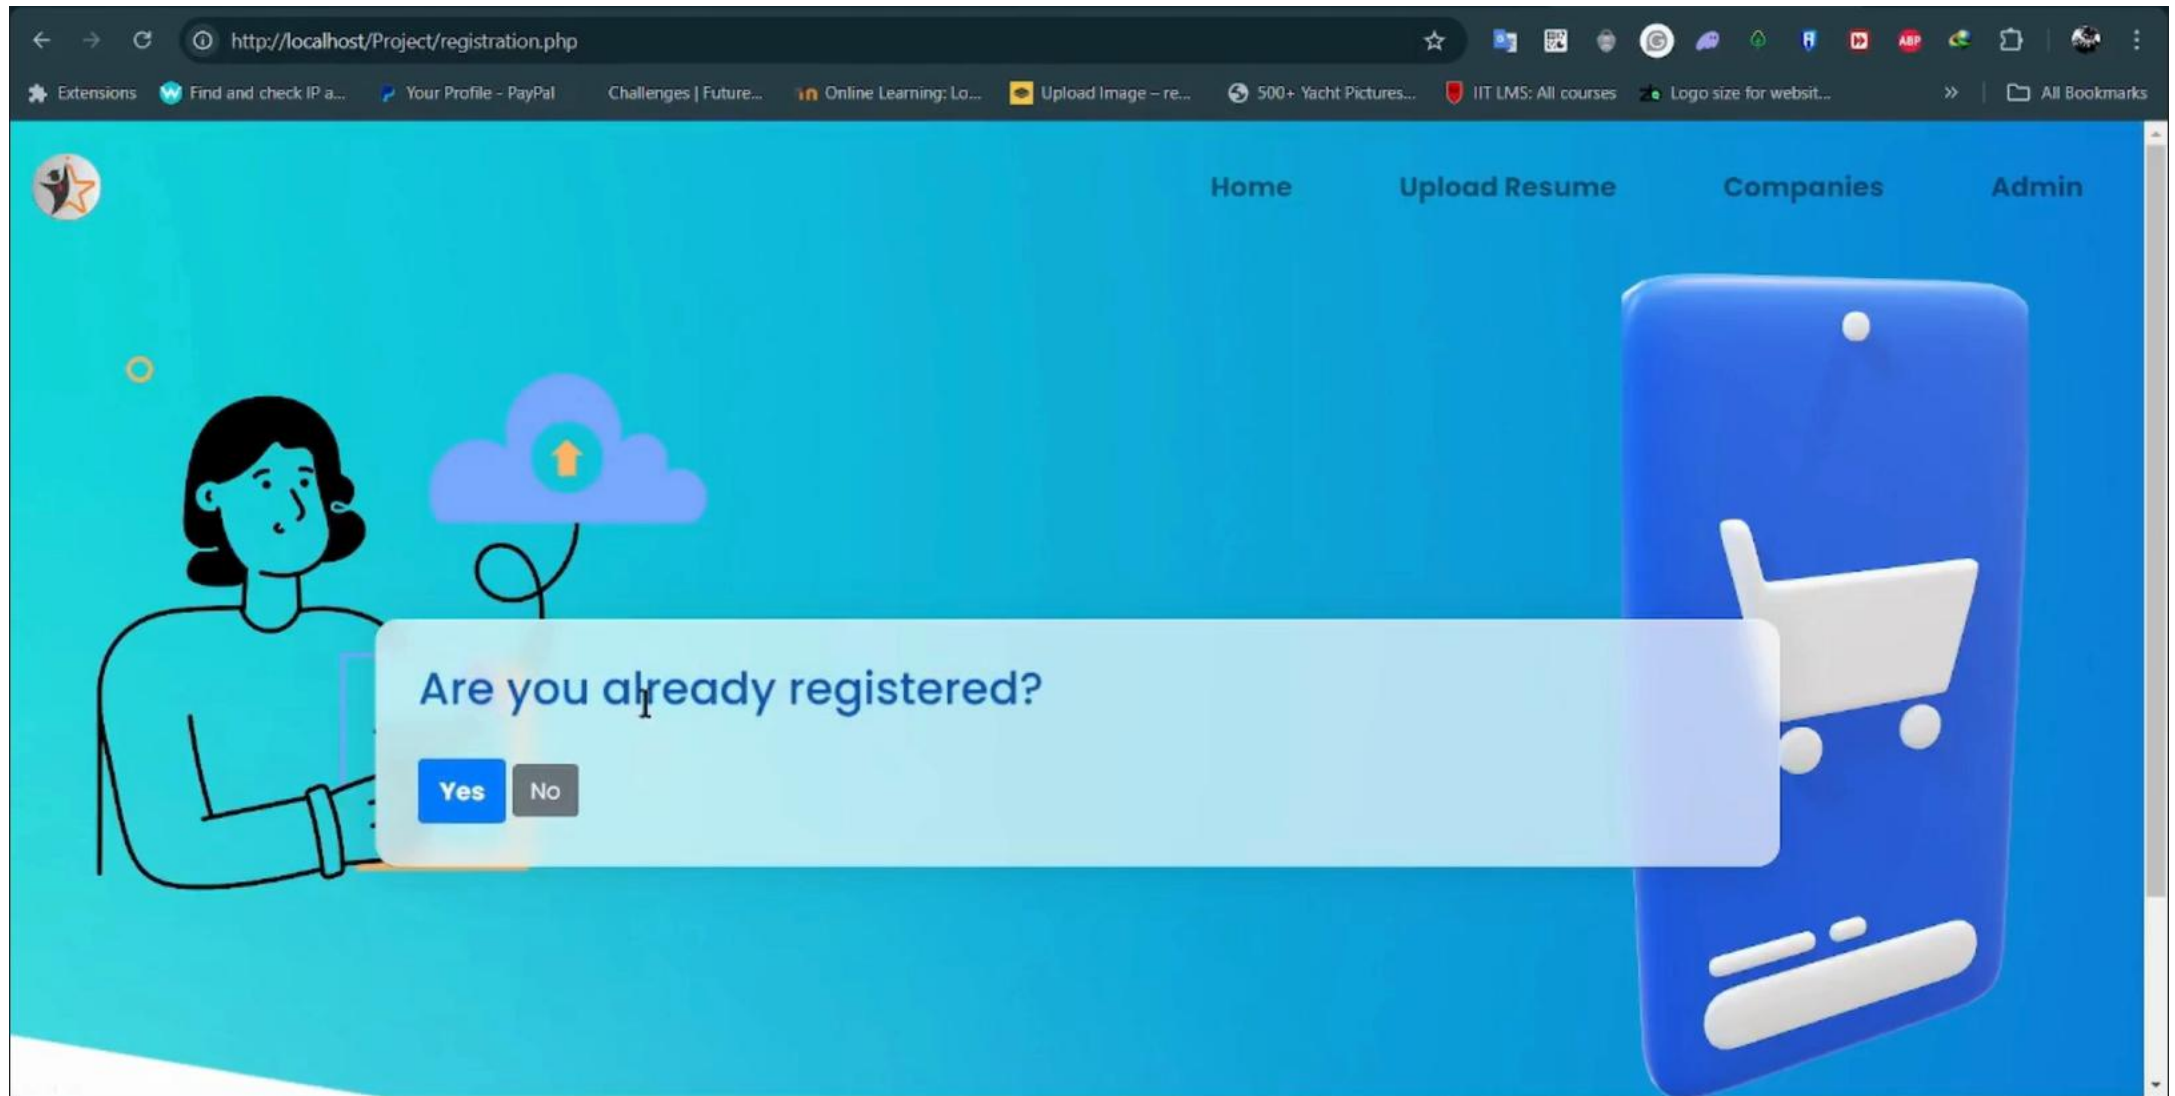 http://localhost/Project/registration.php
Extensions Find and check IP a... Your Profile - PayPal Challenges | Future... Online Learning: Lo... Upload Image – re... 500+ Yacht Pictures... IIT LMS: All courses Logo size for websit... » All Bookmarks
Home Upload Resume Companies Admin
Are you already registered?
Yes No